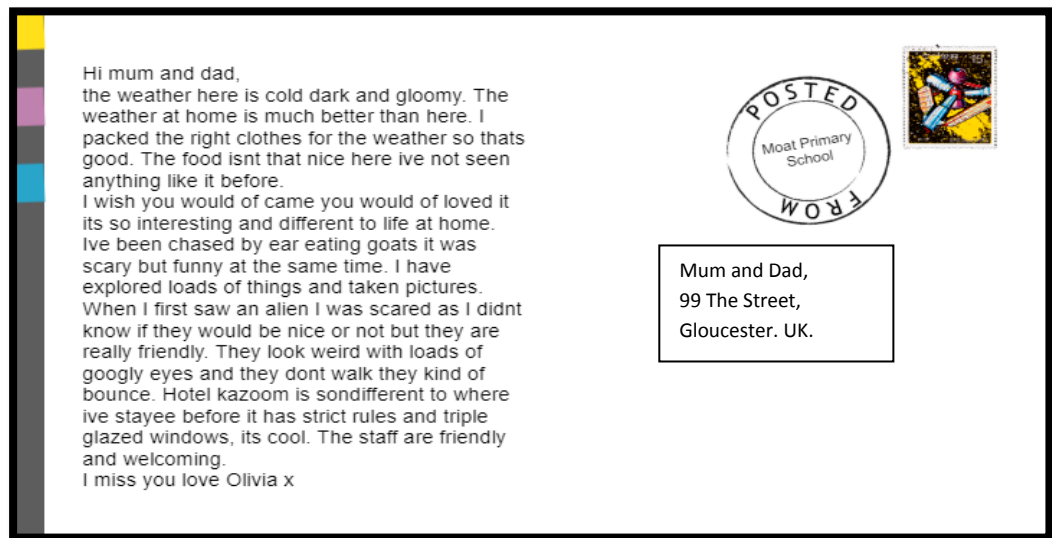 Hi mum and dad,
the weather here is cold dark and gloomy. The
weather at home is much better than here. I
packed the right clothes for the weather so thats
good. The food isnt that nice here ive not seen
anything like it before.
I wish you would of came you would of loved it
its so interesting and different to life at home.
Ive been chased by ear eating goats it was
scary but funny at the same time. I have
explored loads of things and taken pictures.
When I first saw an alien I was scared as I didnt
know if they would be nice or not but they are
really friendly. They look weird with loads of
googly eyes and they dont walk they kind of
bounce. Hotel kazoom is sondifferent to where
ive stayee before it has strict rules and triple
glazed windows, its cool. The staff are friendly
and welcoming.
I miss you love Olivia x
POSTED
Moat Primary
School
FROM
Mum and Dad,
99 The Street,
Gloucester. UK.